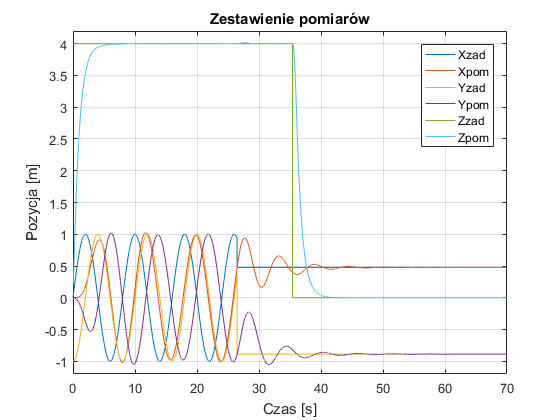 Zestawienie pomiarów
4
3.5
3
2.5
2
1.5
1
0.5
0
-0.5
-1
Pozycja [m]
Xzad
Xpom
Yzad
Ypom
Zzad
Zpom
0 10 20 30 40 50 60 70
Czas [s]